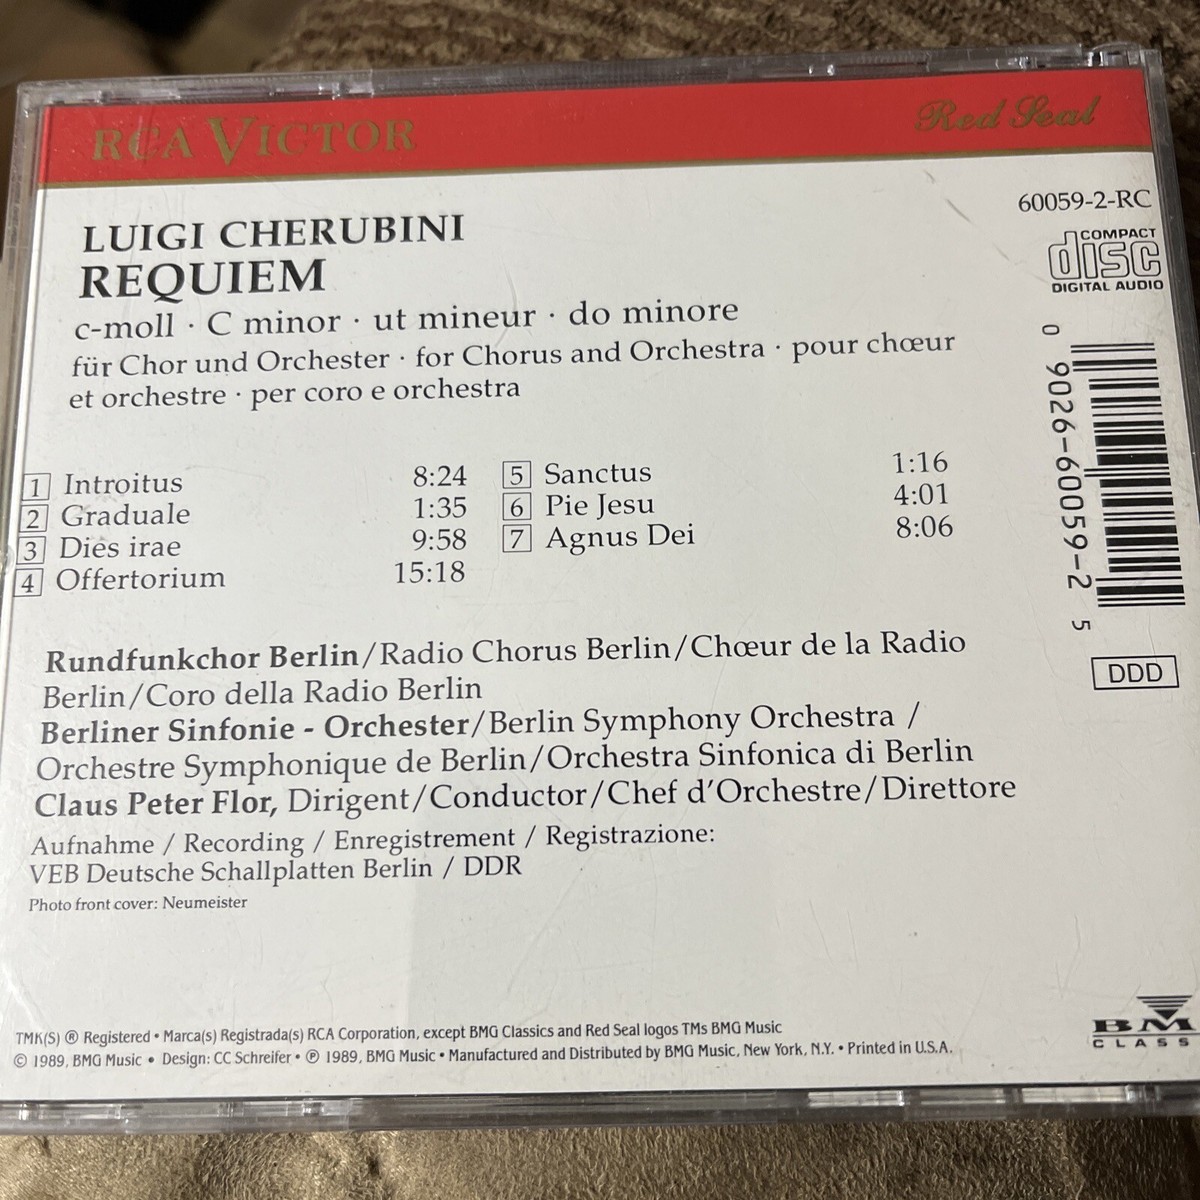 RCA VICTOR
Red Seal
60059-2-RC
COMPACT
disc
DIGITAL AUDIO
LUIGI CHERUBINI
REQUIEM
c-moll · C minor · ut mineur · do minore
für Chor und Orchester · for Chorus and Orchestra · pour chœur
et orchestre · per coro e orchestra
1 Introitus 8:24
2 Graduale 1:35
3 Dies irae 9:58
4 Offertorium 15:18
5 Sanctus 1:16
6 Pie Jesu 4:01
7 Agnus Dei 8:06
0 9026-60059-2 5
DDD
Rundfunkchor Berlin/Radio Chorus Berlin/Chœur de la Radio
Berlin/Coro della Radio Berlin
Berliner Sinfonie - Orchester/Berlin Symphony Orchestra /
Orchestre Symphonique de Berlin/Orchestra Sinfonica di Berlin
Claus Peter Flor, Dirigent/Conductor/Chef d'Orchestre/Direttore
Aufnahme / Recording / Enregistrement / Registrazione:
VEB Deutsche Schallplatten Berlin / DDR
Photo front cover: Neumeister
TMK(S) ® Registered • Marca(s) Registrada(s) RCA Corporation, except BMG Classics and Red Seal logos TMs BMG Music
© 1989, BMG Music • Design: CC Schreifer • ℗ 1989, BMG Music • Manufactured and Distributed by BMG Music, New York, N.Y. • Printed in U.S.A.
BM
CLASS